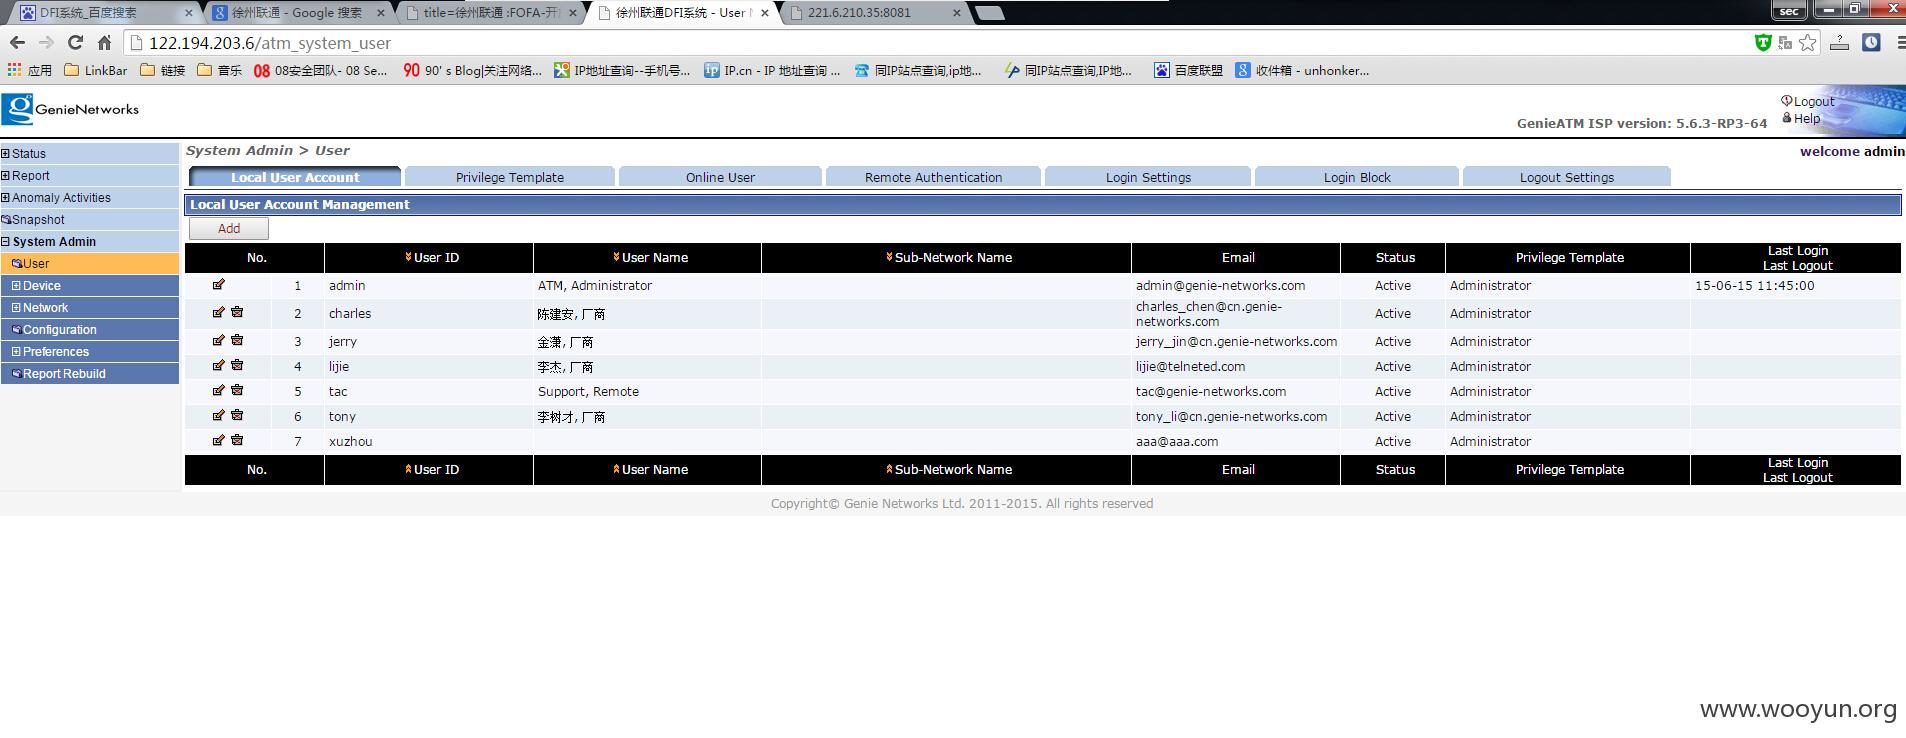 DFI系统_百度搜索
徐州联通 - Google 搜索
title=徐州联通 :FOFA-开
徐州联通DFI系统 - User
221.6.210.35:8081
sec
122.194.203.6/atm_system_user
应用
LinkBar
链接
音乐
08 08安全团队- 08 Se...
90 90' s Blog|关注网络...
IP地址查询--手机号...
ip IP.cn - IP 地址查询 ...
同IP站点查询,ip地...
同IP站点查询,IP地...
百度联盟
收件箱 - unhonker...
GenieNetworks
GenieATM ISP version: 5.6.3-RP3-64
Logout
Help
Status
Report
Anomaly Activities
Snapshot
System Admin
User
Device
Network
Configuration
Preferences
Report Rebuild
System Admin > User
welcome admin
Local User Account Privilege Template Online User Remote Authentication Login Settings Login Block Logout Settings
Local User Account Management
Add
No. User ID User Name Sub-Network Name Email Status Privilege Template Last Login
Last Logout
1 admin ATM, Administrator admin@genie-networks.com Active Administrator 15-06-15 11:45:00
2 charles 陈建安, 厂商 charles_chen@cn.genie-
networks.com Active Administrator
3 jerry 金潇, 厂商 jerry_jin@cn.genie-networks.com Active Administrator
4 lijie 李杰, 厂商 lijie@telneted.com Active Administrator
5 tac Support, Remote tac@genie-networks.com Active Administrator
6 tony 李树才, 厂商 tony_li@cn.genie-networks.com Active Administrator
7 xuzhou aaa@aaa.com Active Administrator
No. User ID User Name Sub-Network Name Email Status Privilege Template Last Login
Last Logout
Copyright© Genie Networks Ltd. 2011-2015. All rights reserved
www.wooyun.org